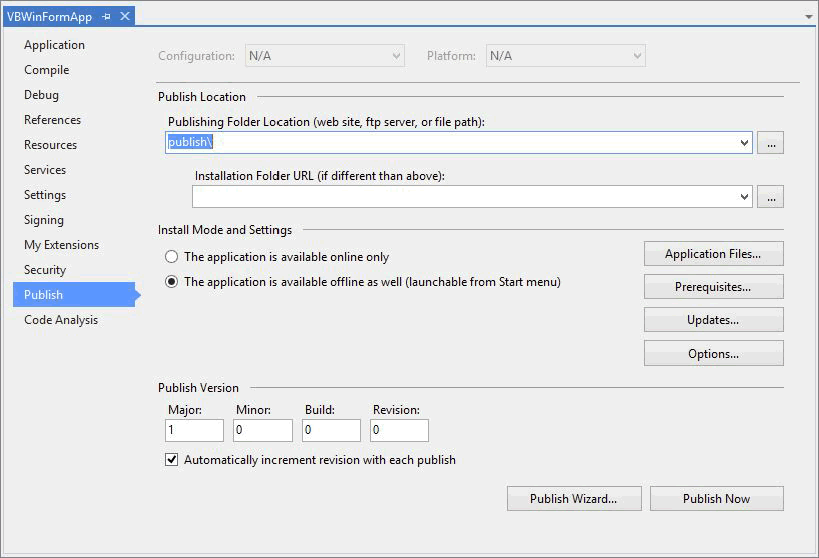 VBWinFormApp
Application
Compile
Debug
References
Resources
Services
Settings
Signing
My Extensions
Security
Publish
Code Analysis
Configuration: N/A Platform: N/A
Publish Location
Publishing Folder Location (web site, ftp server, or file path):
publish\
...
Installation Folder URL (if different than above):
...
Install Mode and Settings
The application is available online only
The application is available offline as well (launchable from Start menu)
Application Files...
Prerequisites...
Updates...
Options...
Publish Version
Major: Minor: Build: Revision:
1 0 0 0
Automatically increment revision with each publish
Publish Wizard... Publish Now